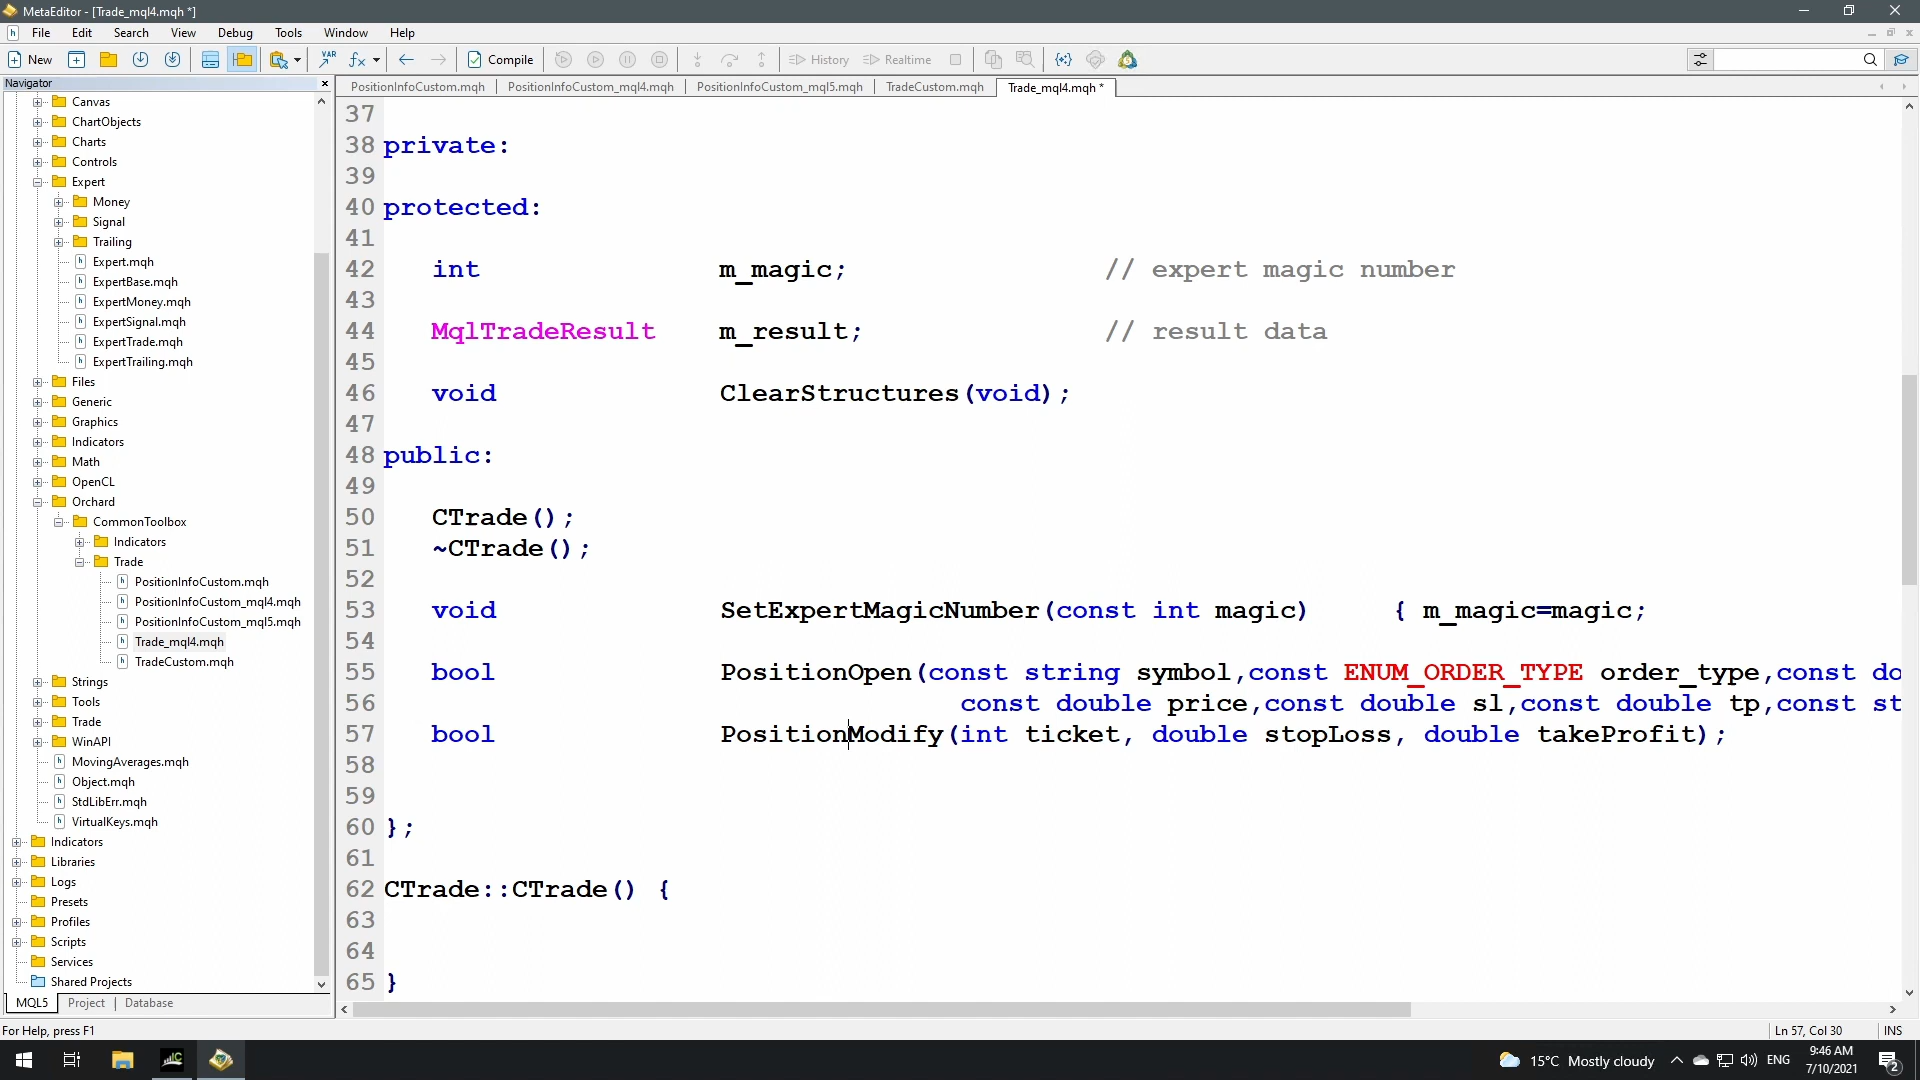 MetaEditor - [Trade_mql4.mqh *]
File Edit Search View Debug Tools Window Help
New VAR Compile History Realtime
Navigator
PositionInfoCustom.mqh PositionInfoCustom_mql4.mqh PositionInfoCustom_mql5.mqh TradeCustom.mqh Trade_mql4.mqh *
Canvas
ChartObjects
Charts
Controls
Expert
Money
Signal
Trailing
Expert.mqh
ExpertBase.mqh
ExpertMoney.mqh
ExpertSignal.mqh
ExpertTrade.mqh
ExpertTrailing.mqh
Files
Generic
Graphics
Indicators
Math
OpenCL
Orchard
CommonToolbox
Indicators
Trade
PositionInfoCustom.mqh
PositionInfoCustom_mql4.mqh
PositionInfoCustom_mql5.mqh
Trade_mql4.mqh
TradeCustom.mqh
Strings
Tools
Trade
WinAPI
MovingAverages.mqh
Object.mqh
StdLibErr.mqh
VirtualKeys.mqh
Indicators
Libraries
Logs
Presets
Profiles
Scripts
Services
Shared Projects
MQL5 Project Database
37
38 private:
39
40 protected:
41
42 int m_magic; // expert magic number
43
44 MqlTradeResult m_result; // result data
45
46 void ClearStructures(void);
47
48 public:
49
50 CTrade();
51 ~CTrade();
52
53 void SetExpertMagicNumber(const int magic) { m_magic=magic;
54
55 bool PositionOpen(const string symbol,const ENUM_ORDER_TYPE order_type,const do
56 const double price,const double sl,const double tp,const st
57 bool PositionModify(int ticket, double stopLoss, double takeProfit);
58
59
60 };
61
62 CTrade::CTrade() {
63
64
65 }
For Help, press F1
Ln 57, Col 30 INS
15°C Mostly cloudy ENG 9:46 AM
7/10/2021
2